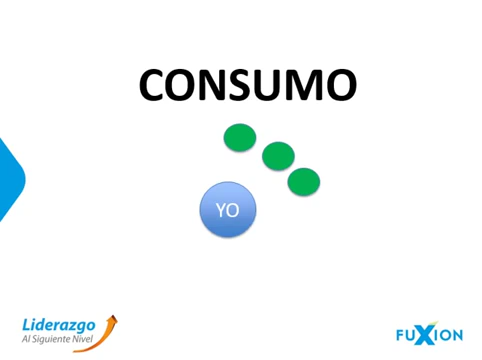 CONSUMO
YO
Liderazgo
Al Siguiente Nivel
FUXION